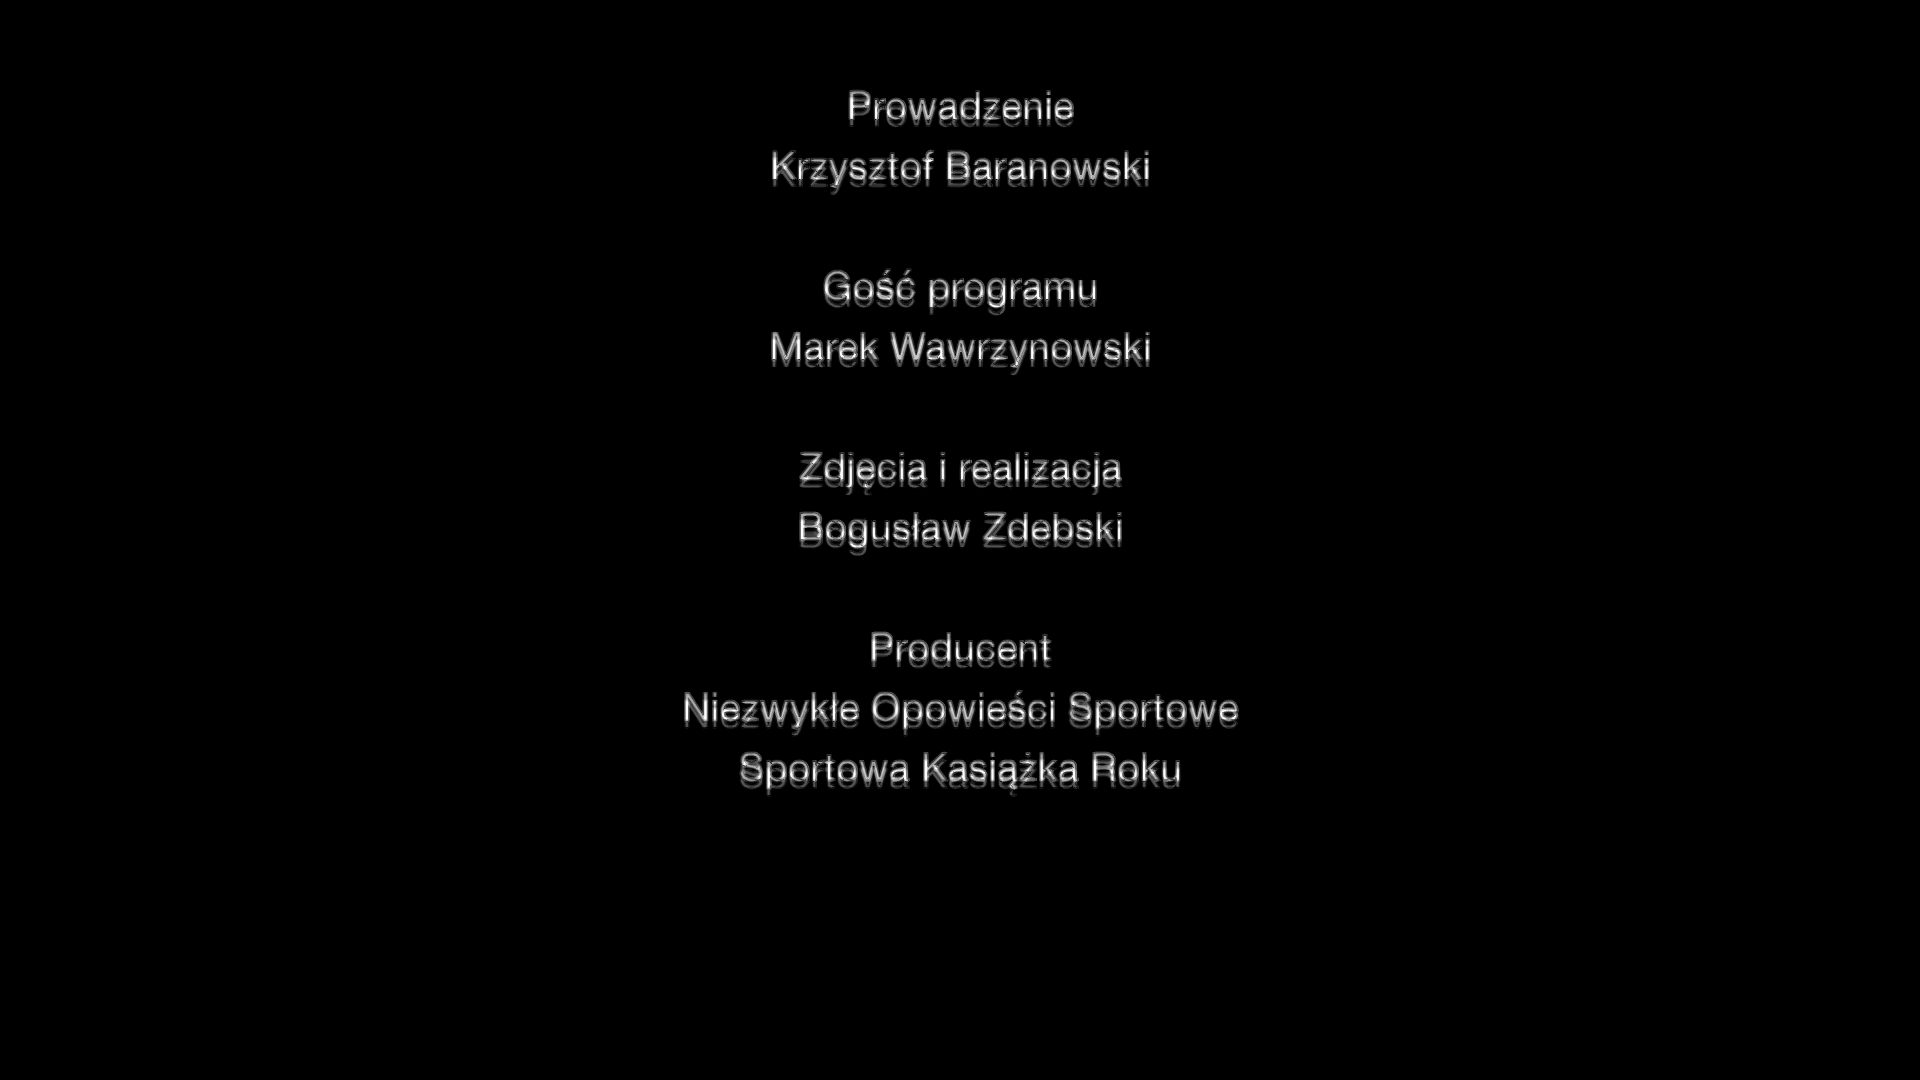 Prowadzenie
Krzysztof Baranowski
Gość programu
Marek Wawrzynowski
Zdjęcia i realizacja
Bogusław Zdebski
Producent
Niezwykłe Opowieści Sportowe
Sportowa Kasiążka Roku